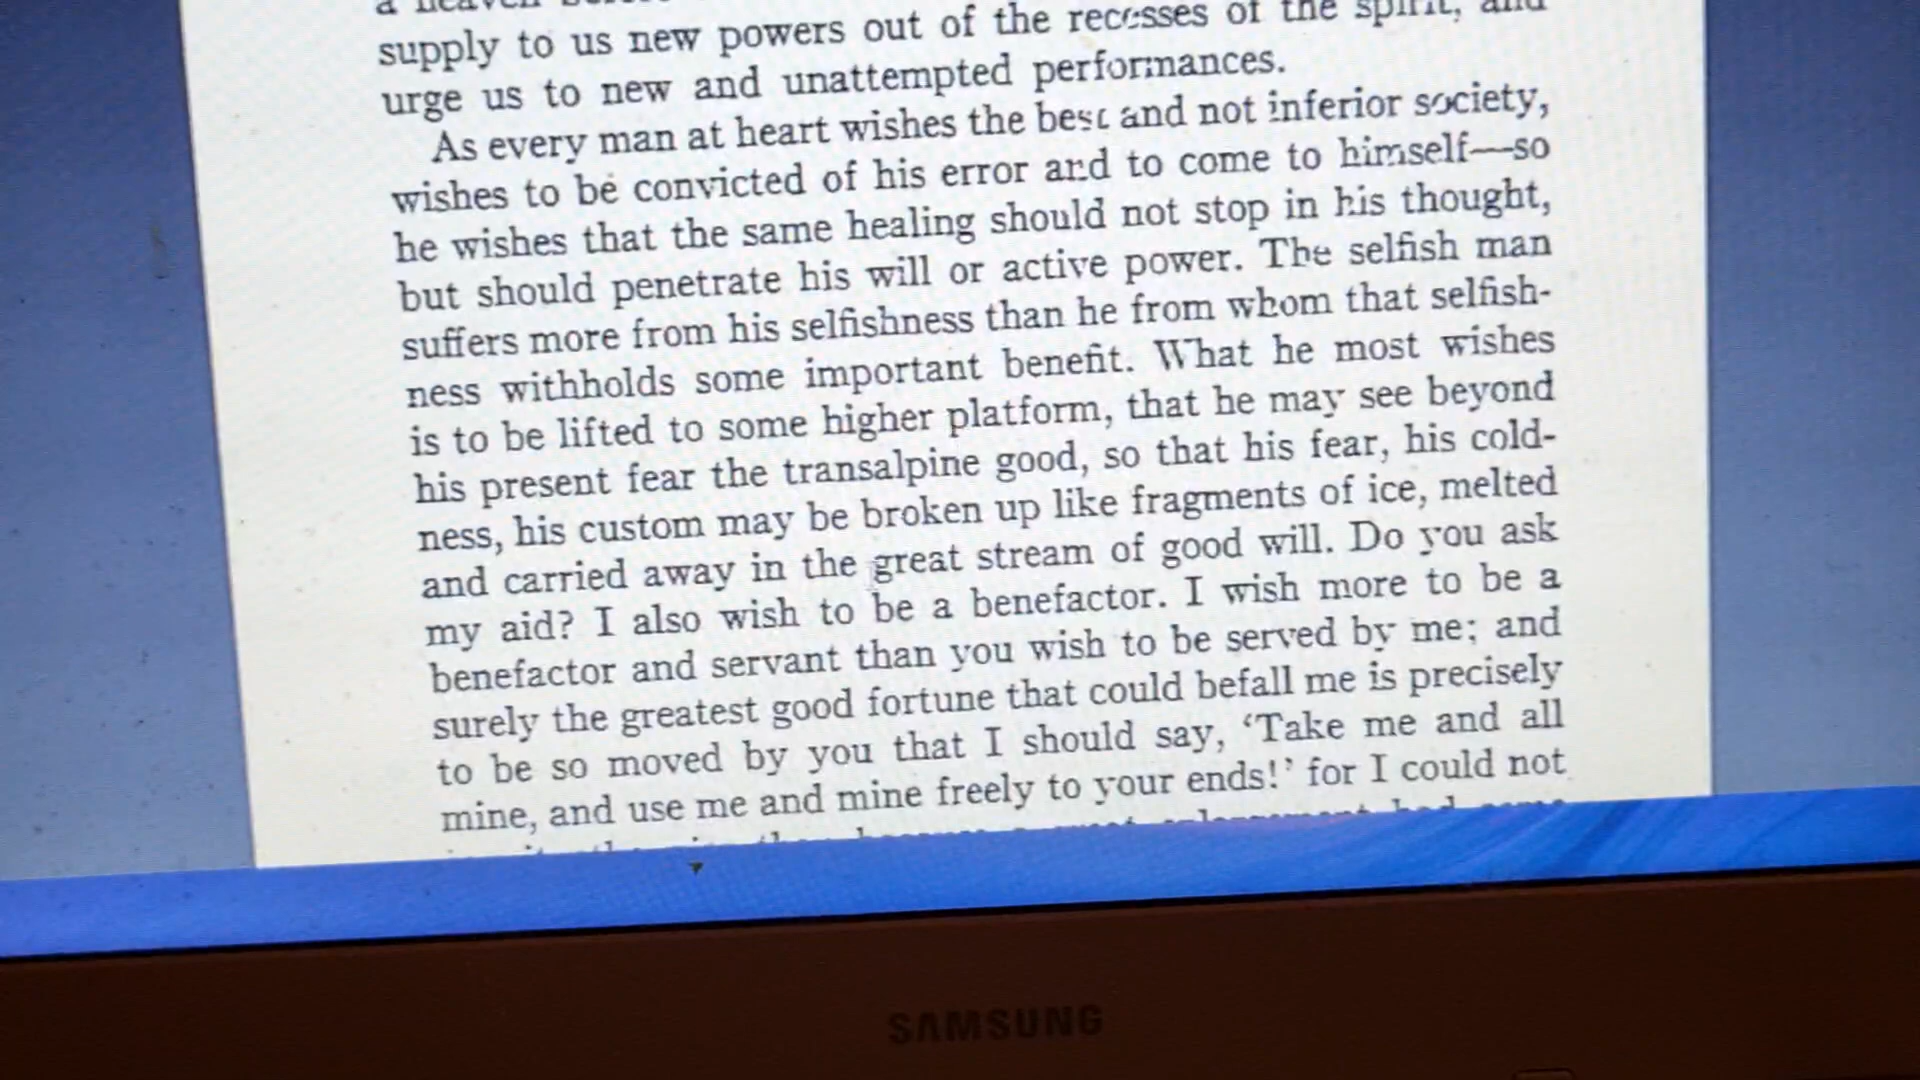 supply to us new powers out of the recesses of the spirit, and
urge us to new and unattempted performances.
As every man at heart wishes the best and not inferior society,
wishes to be convicted of his error and to come to himself—so
he wishes that the same healing should not stop in his thought,
but should penetrate his will or active power. The selfish man
suffers more from his selfishness than he from whom that selfish-
ness withholds some important benefit. What he most wishes
is to be lifted to some higher platform, that he may see beyond
his present fear the transalpine good, so that his fear, his cold-
ness, his custom may be broken up like fragments of ice, melted
and carried away in the great stream of good will. Do you ask
my aid? I also wish to be a benefactor. I wish more to be a
benefactor and servant than you wish to be served by me; and
surely the greatest good fortune that could befall me is precisely
to be so moved by you that I should say, ‘Take me and all
mine, and use me and mine freely to your ends!’ for I could not
SAMSUNG